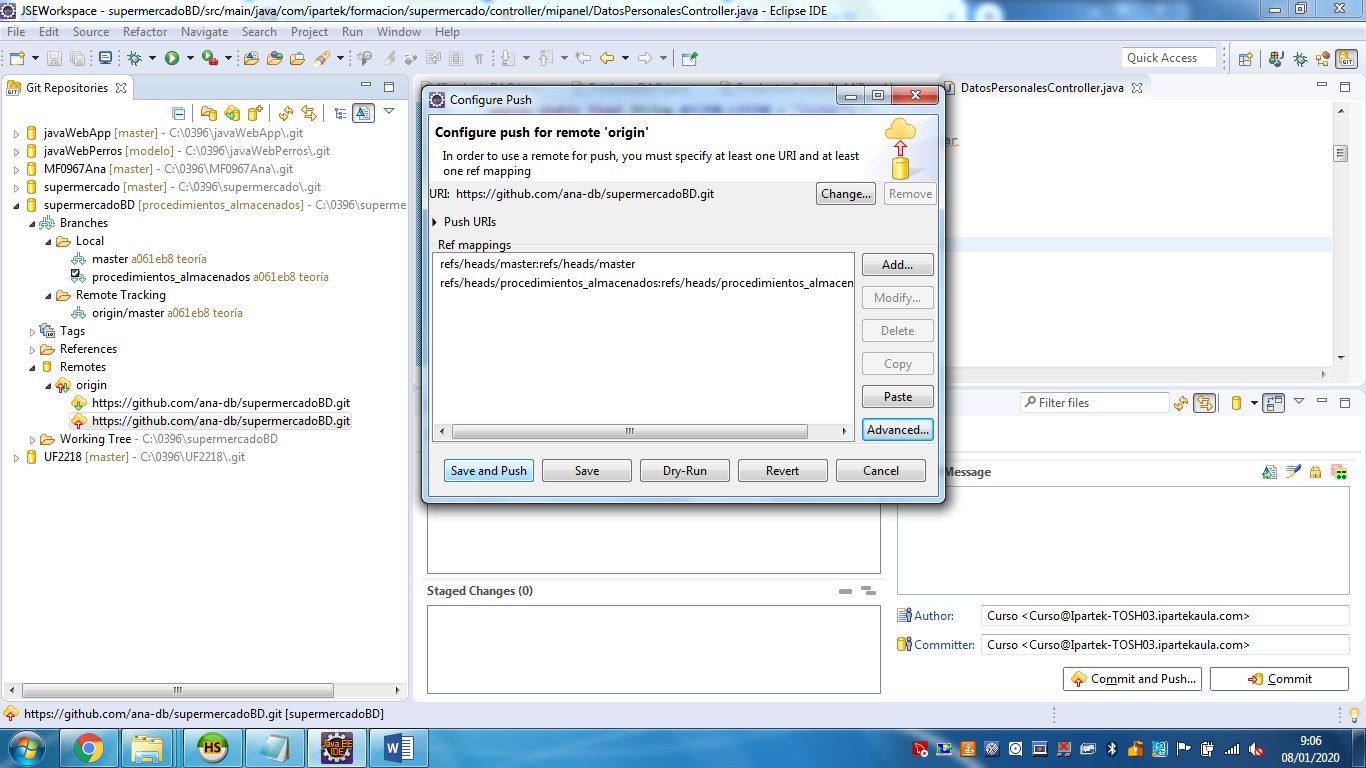 JSEWorkspace - supermercadoBD/src/main/java/com/ipartek/formacion/supermercado/controller/mipanel/DatosPersonalesController.java - Eclipse IDE
File Edit Source Refactor Navigate Search Project Run Window Help
Quick Access
GIT
Git Repositories
DatosPersonalesController.java
javaWebApp [master] - C:\0396\javaWebApp\.git
javaWebPerros [modelo] - C:\0396\javaWebPerros\.git
MF0967Ana [master] - C:\0396\MF0967Ana\.git
supermercado [master] - C:\0396\supermercado\.git
supermercadoBD [procedimientos_almacenados] - C:\0396\superme
Branches
Local
master a061eb8 teoría
procedimientos_almacenados a061eb8 teoría
Remote Tracking
origin/master a061eb8 teoría
Tags
References
Remotes
origin
https://github.com/ana-db/supermercadoBD.git
https://github.com/ana-db/supermercadoBD.git
Working Tree - C:\0396\supermercadoBD
UF2218 [master] - C:\0396\UF2218\.git
Configure Push
Configure push for remote 'origin'
In order to use a remote for push, you must specify at least one URI and at least
one ref mapping
URI: https://github.com/ana-db/supermercadoBD.git
Change...
Remove
Push URIs
Ref mappings
refs/heads/master:refs/heads/master
refs/heads/procedimientos_almacenados:refs/heads/procedimientos_almacen
Add...
Modify...
Delete
Copy
Paste
Advanced...
Save and Push
Save
Dry-Run
Revert
Cancel
Filter files
Message
Staged Changes (0)
Author: Curso <Curso@Ipartek-TOSH03.ipartekaula.com>
Committer: Curso <Curso@Ipartek-TOSH03.ipartekaula.com>
Commit and Push...
Commit
https://github.com/ana-db/supermercadoBD.git [supermercadoBD]
HS
Java EE
IDE
W
9:06
08/01/2020